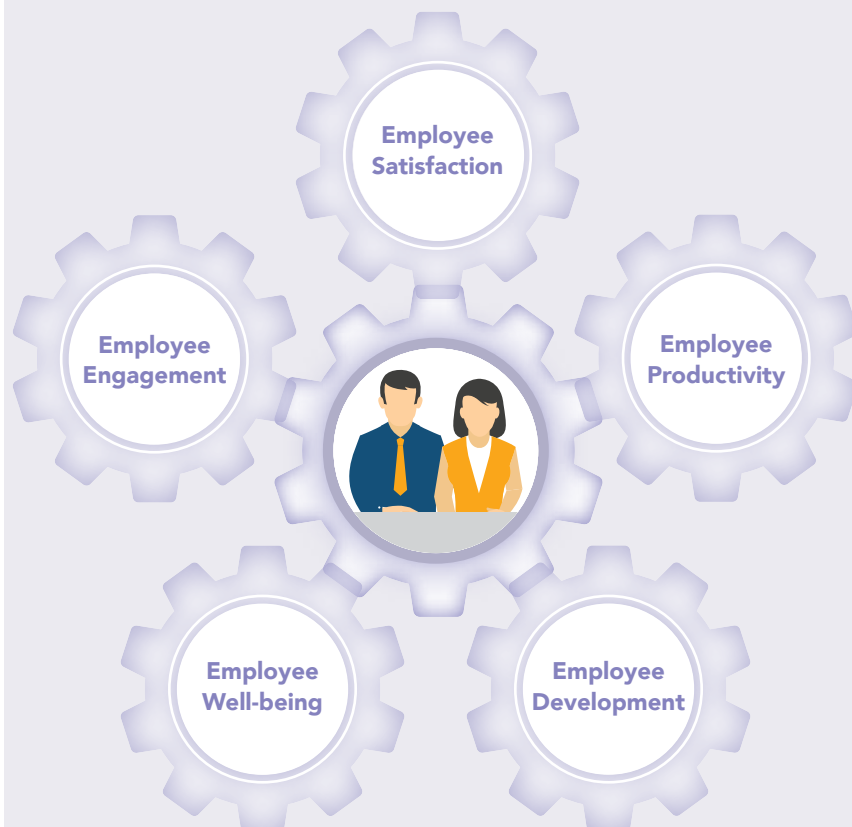 Employee
Satisfaction
Employee
Engagement
Employee
Productivity
Employee
Well-being
Employee
Development